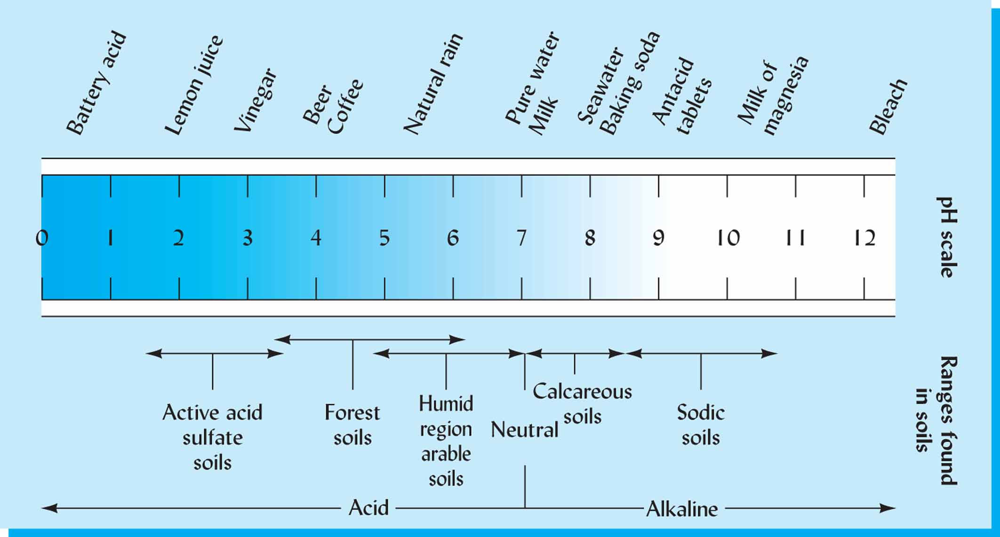 Battery acid
Lemon juice
Vinegar
Beer
Coffee
Natural rain
Pure water
Milk
Seawater
Baking soda
Antacid
tablets
Milk of
magnesia
Bleach
0 1 2 3 4 5 6 7 8 9 10 11 12
pH scale
Active acid
sulfate
soils
Forest
soils
Humid
region
arable
soils
Neutral
Calcareous
soils
Sodic
soils
Ranges found
in soils
Acid
Alkaline